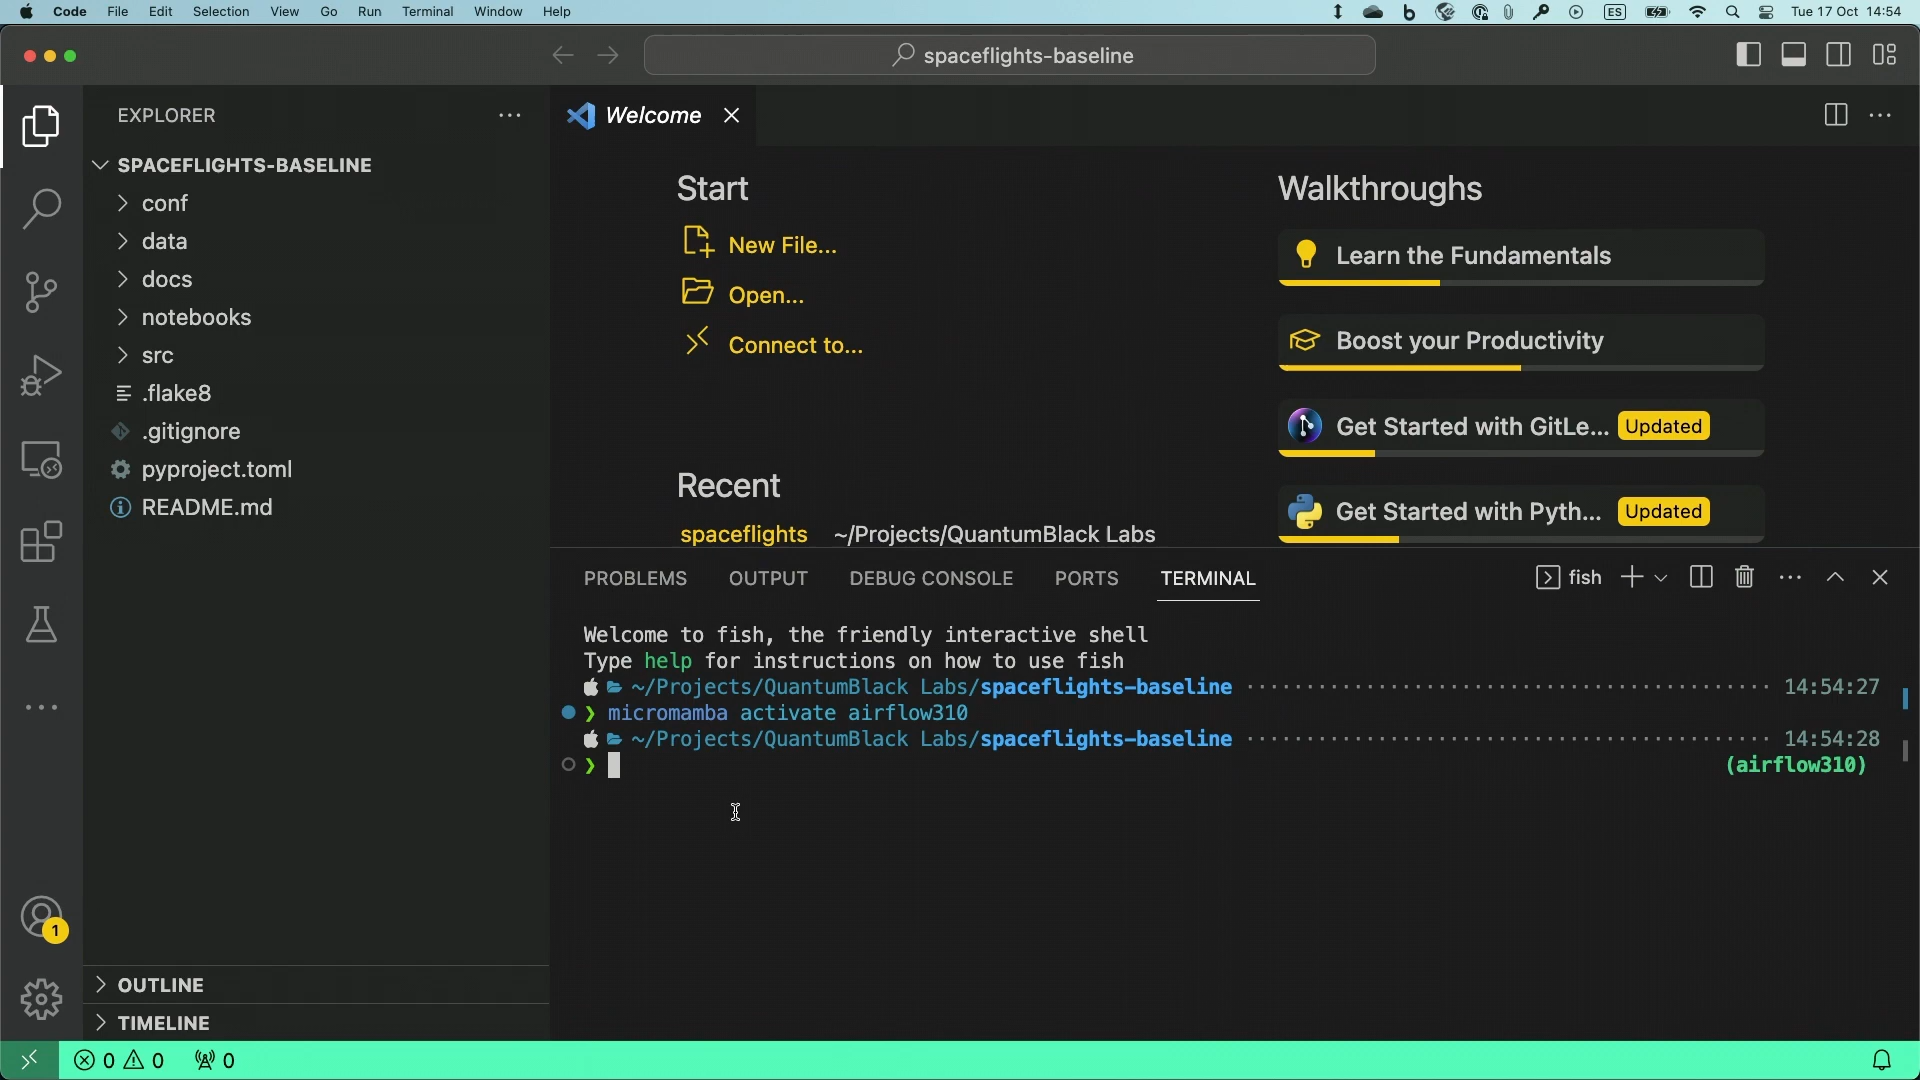 Code File Edit Selection View Go Run Terminal Window Help ES Tue 17 Oct 14:54
spaceflights-baseline
EXPLORER
SPACEFLIGHTS-BASELINE
conf
data
docs
notebooks
src
.flake8
.gitignore
pyproject.toml
README.md
OUTLINE
TIMELINE
1
Welcome
Start
New File...
Open...
Connect to...
Recent
spaceflights ~/Projects/QuantumBlack Labs
Walkthroughs
Learn the Fundamentals
Boost your Productivity
Get Started with GitLe... Updated
Get Started with Pyth... Updated
PROBLEMS OUTPUT DEBUG CONSOLE PORTS TERMINAL fish
Welcome to fish, the friendly interactive shell
Type help for instructions on how to use fish
~/Projects/QuantumBlack Labs/spaceflights-baseline 14:54:27
❯ micromamba activate airflow310
~/Projects/QuantumBlack Labs/spaceflights-baseline 14:54:28
❯ (airflow310)
0 0 0